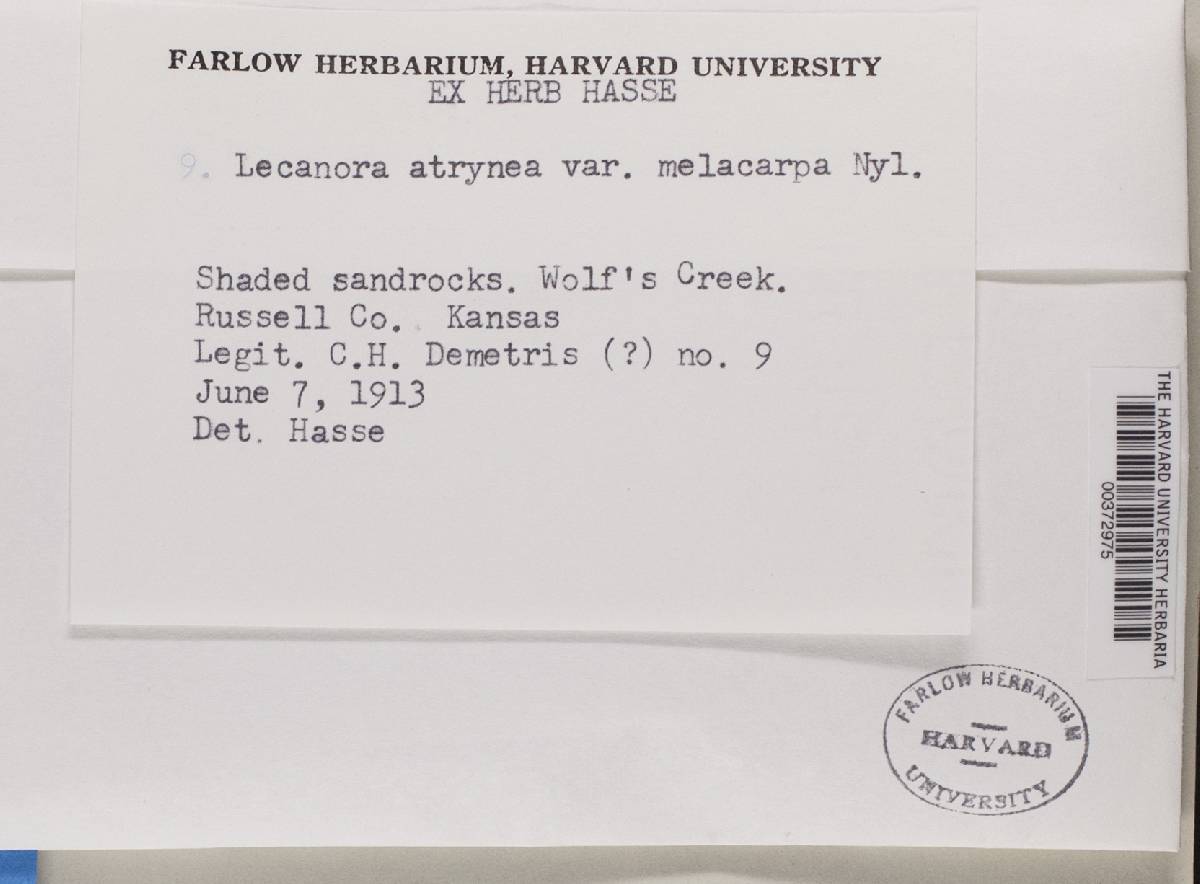 FARLOW HERBARIUM, HARVARD UNIVERSITY
EX HERB HASSE
9. Lecanora atrynea var. melacarpa Nyl.
Shaded sandrocks. Wolf's Creek.
Russell Co. Kansas
Legit. C.H. Demetris (?) no. 9
June 7, 1913
Det. Hasse
THE HARVARD UNIVERSITY HERBARIA
00372975
FARLOW HERBARIUM
HARVARD
UNIVERSITY